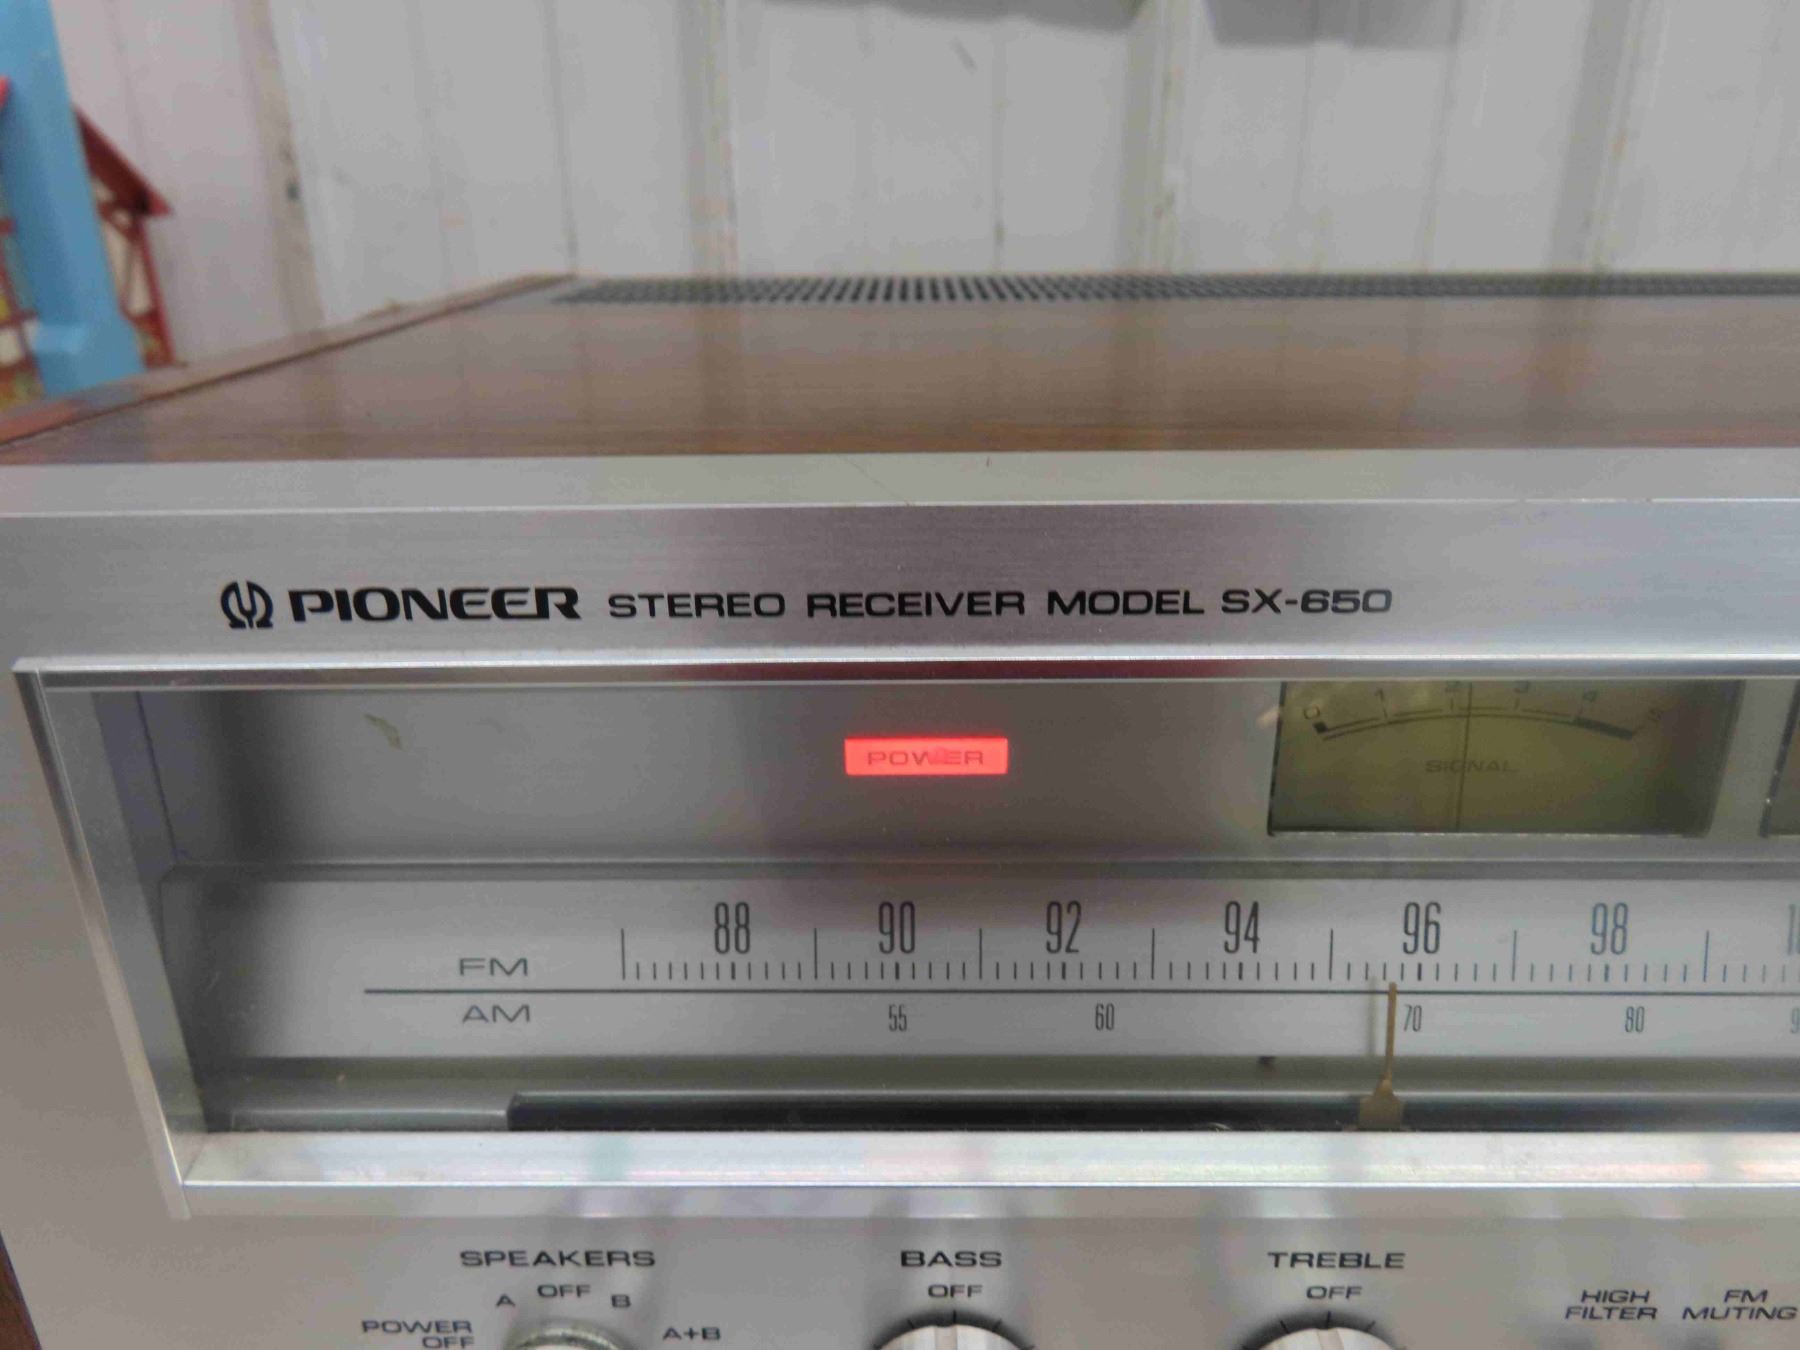 PIONEER STEREO RECEIVER MODEL SX-650
POWER
0 1 2 3 4 5
SIGNAL
FM 88 90 92 94 96 98
AM 55 60 70 80
SPEAKERS
POWER OFF A OFF B A+B
BASS
OFF
TREBLE
OFF
HIGH FILTER
FM MUTING